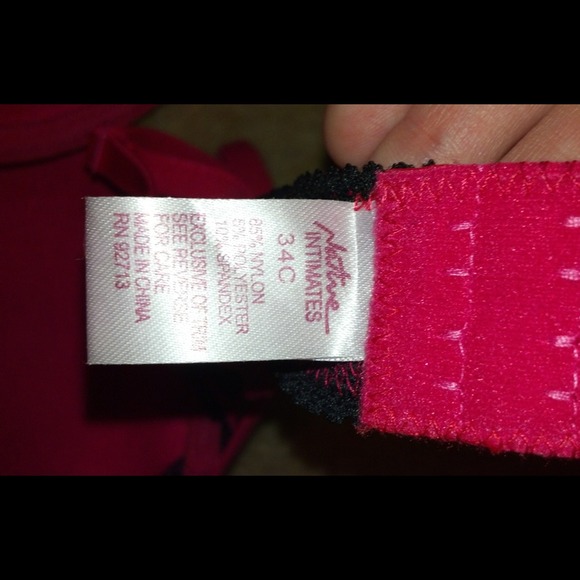 Native
INTIMATES
34C
85% NYLON
5% POLYESTER
10% SPANDEX
EXCLUSIVE OF TRIM
SEE REVERSE
FOR CARE
MADE IN CHINA
RN 92713